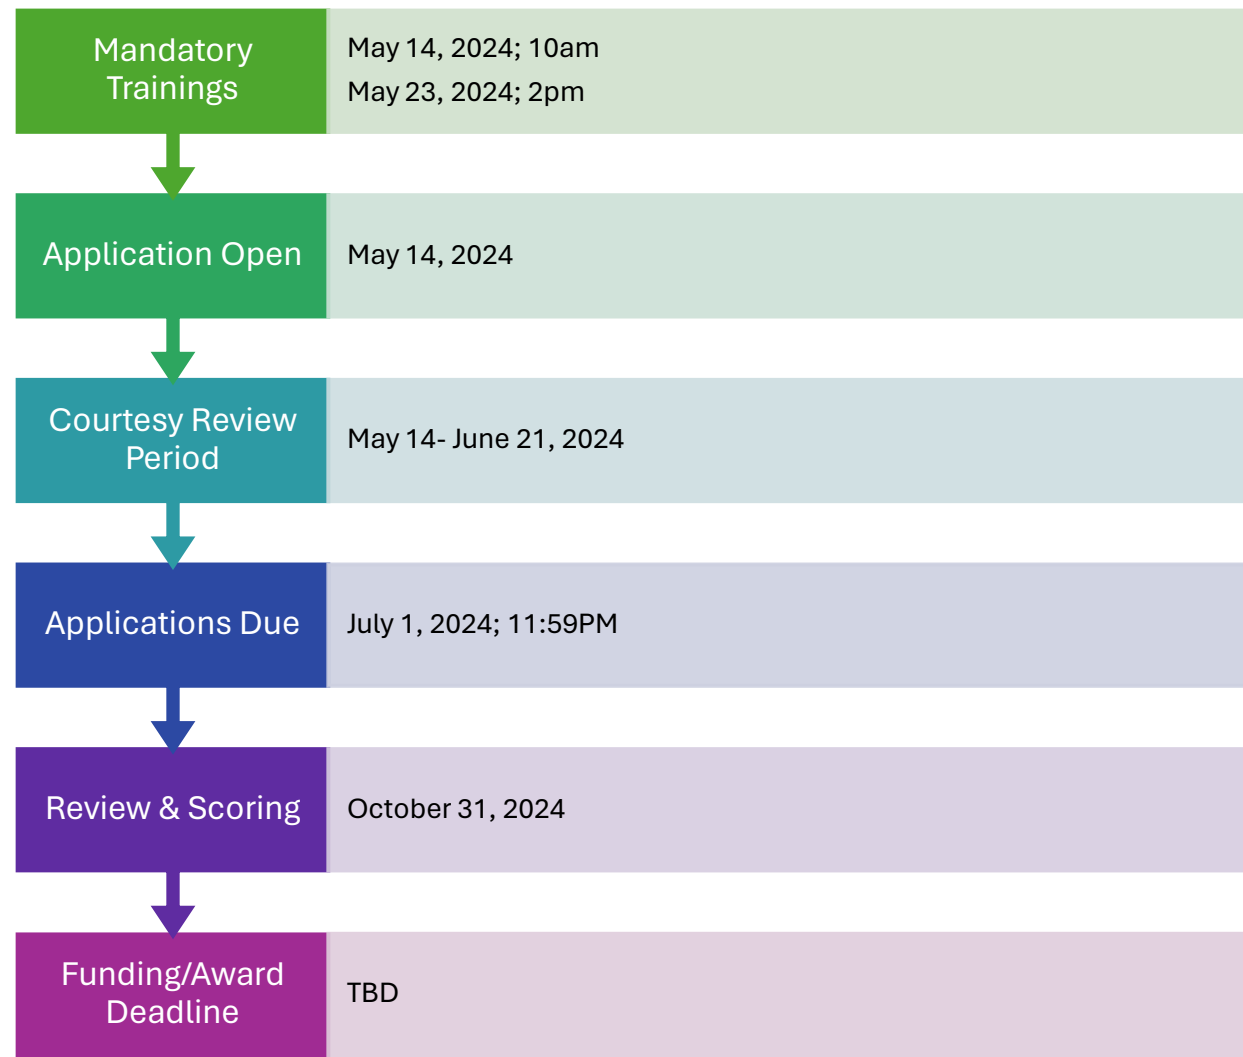 Mandatory
Trainings
May 14, 2024; 10am
May 23, 2024; 2pm
Application Open
May 14, 2024
Courtesy Review
Period
May 14- June 21, 2024
Applications Due
July 1, 2024; 11:59PM
Review & Scoring
October 31, 2024
Funding/Award
Deadline
TBD